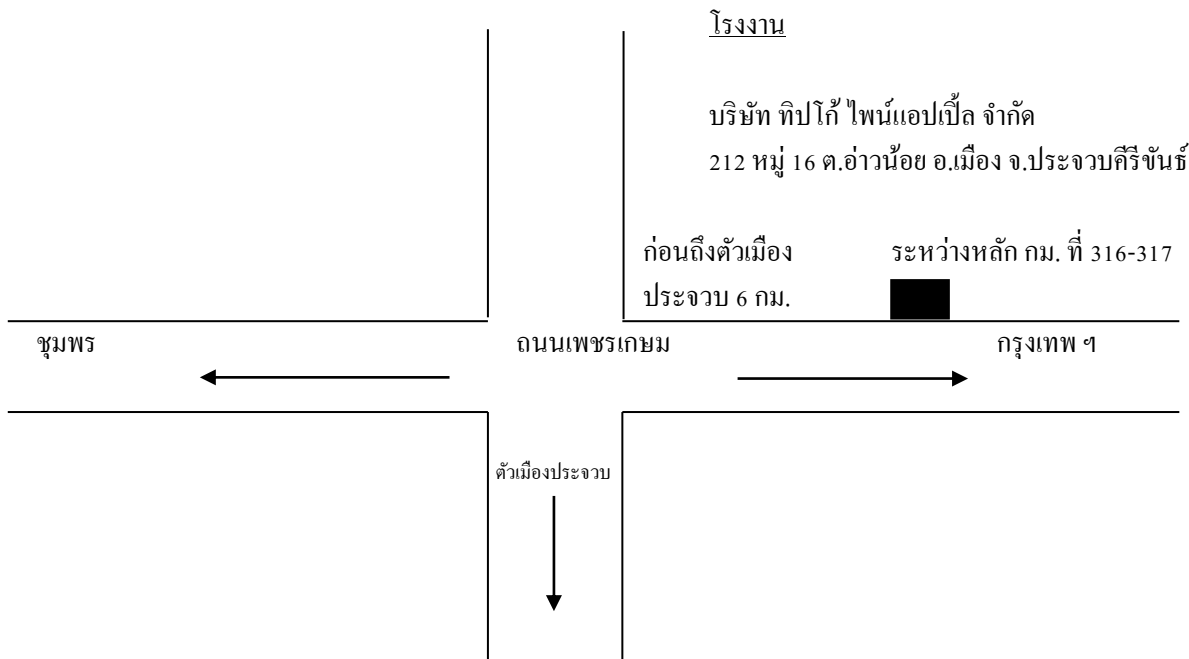 โรงงาน
บริษัท ทิปโก้ ไพน์แอปเปิ้ล จำกัด
212 หมู่ 16 ต.อ่าวน้อย อ.เมือง จ.ประจวบคีรีขันธ์
ก่อนถึงตัวเมือง
ประจวบ 6 กม.
ระหว่างหลัก กม. ที่ 316-317
ชุมพร
ถนนเพชรเกษม
กรุงเทพ ฯ
ตัวเมืองประจวบ